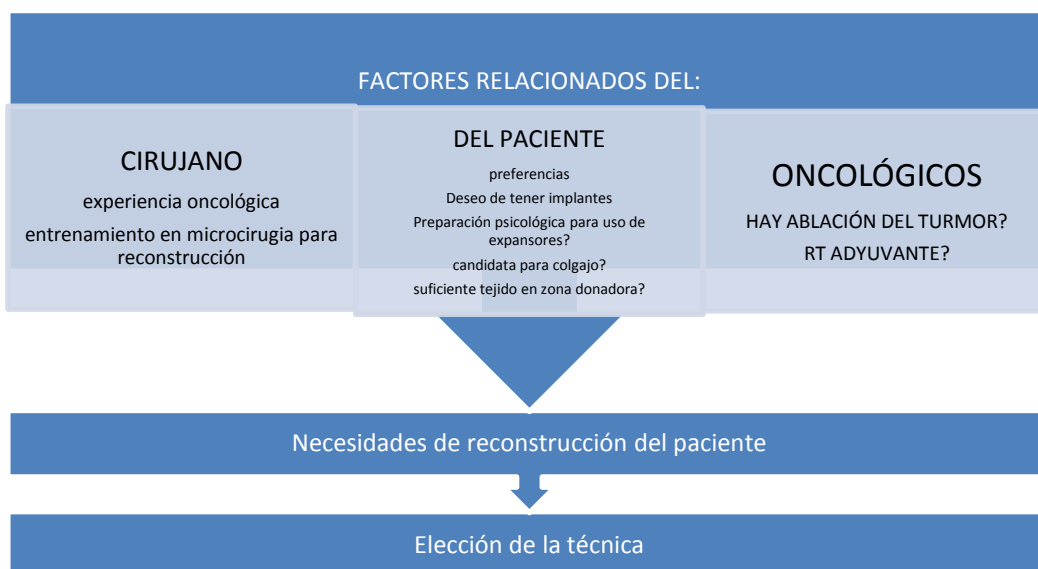 FACTORES RELACIONADOS DEL:
CIRUJANO
experiencia oncológica
entrenamiento en microcirugia para
reconstrucción
DEL PACIENTE
preferencias
Deseo de tener implantes
Preparación psicológica para uso de
expansores?
candidata para colgajo?
suficiente tejido en zona donadora?
ONCOLÓGICOS
HAY ABLACIÓN DEL TURMOR?
RT ADYUVANTE?
Necesidades de reconstrucción del paciente
Elección de la técnica